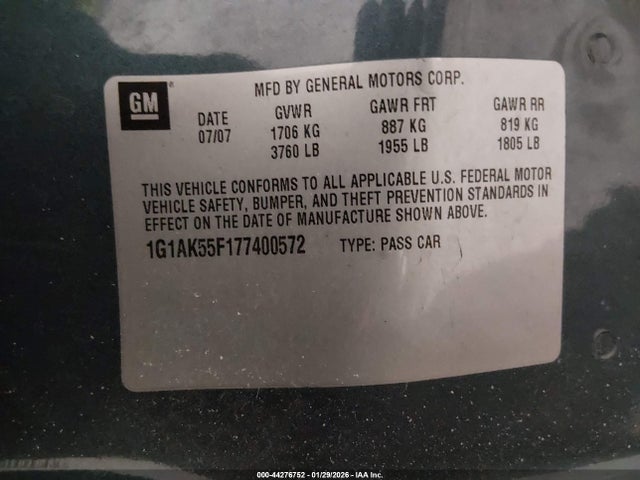 GM
MFD BY GENERAL MOTORS CORP.
DATE GVWR GAWR FRT GAWR RR
07/07 1706 KG 887 KG 819 KG
3760 LB 1955 LB 1805 LB
THIS VEHICLE CONFORMS TO ALL APPLICABLE U.S. FEDERAL MOTOR
VEHICLE SAFETY, BUMPER, AND THEFT PREVENTION STANDARDS IN
EFFECT ON THE DATE OF MANUFACTURE SHOWN ABOVE.
1G1AK55F177400572 TYPE: PASS CAR
000-44276752 — 01/29/2026 — IAA Inc.